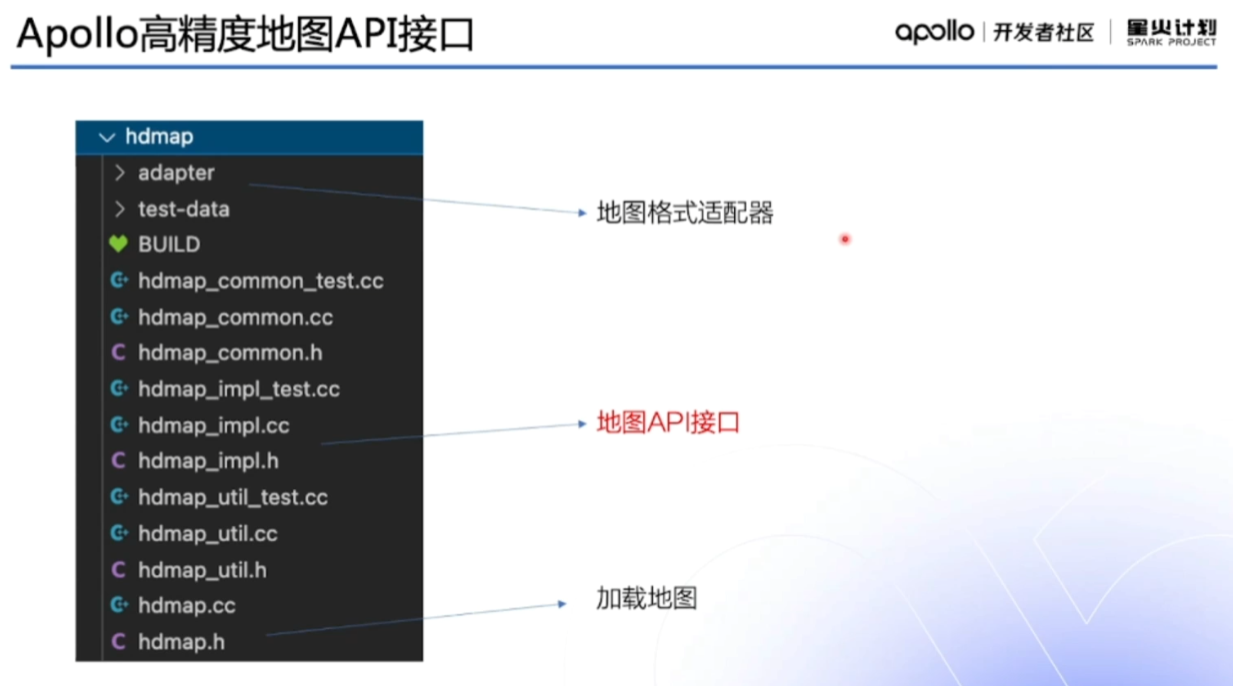 Apollo高精度地图API接口
apollo 开发者社区 星火计划
SPARK PROJECT
hdmap
adapter
test-data
地图格式适配器
BUILD
hdmap_common_test.cc
hdmap_common.cc
hdmap_common.h
hdmap_impl_test.cc
hdmap_impl.cc
地图API接口
hdmap_impl.h
hdmap_util_test.cc
hdmap_util.cc
hdmap_util.h
hdmap.cc
加载地图
hdmap.h